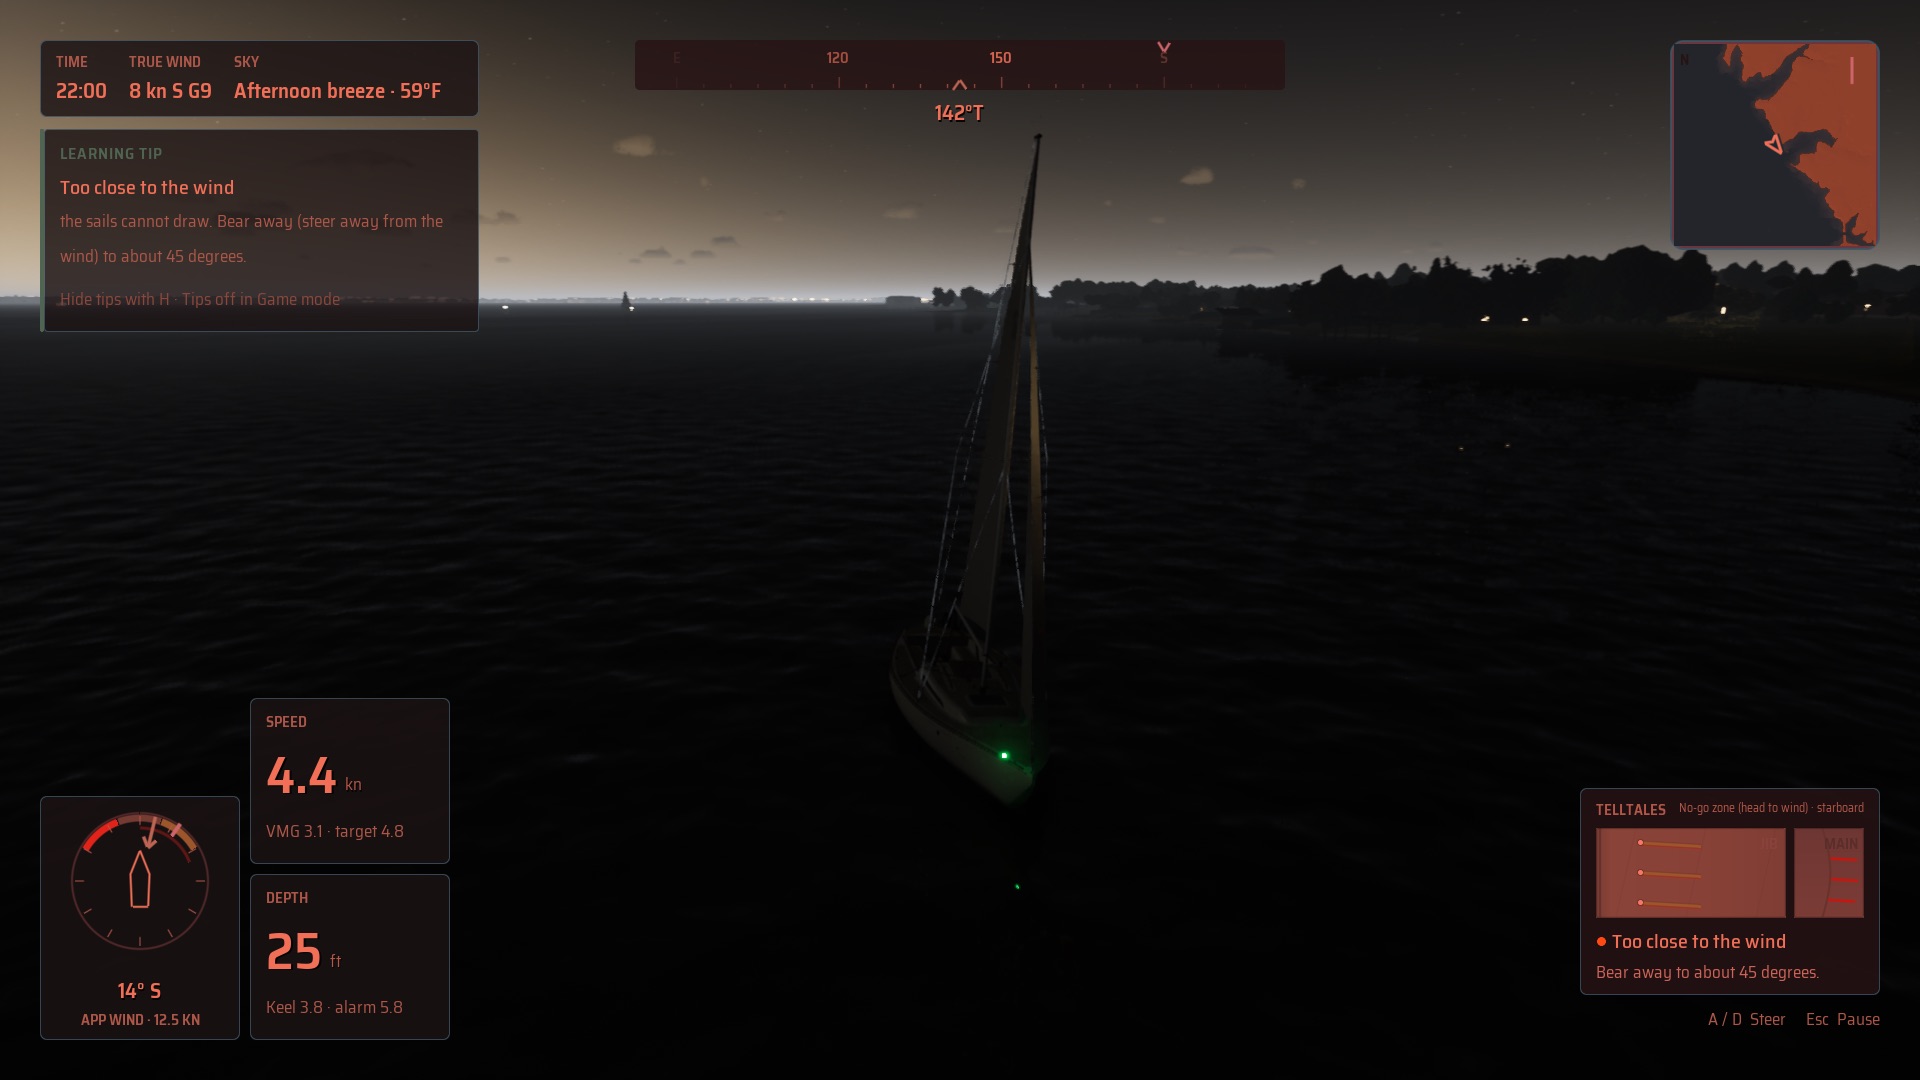 TIME TRUE WIND SKY
22:00 8 kn S G9 Afternoon breeze · 59°F
LEARNING TIP
Too close to the wind
the sails cannot draw. Bear away (steer away from the
wind) to about 45 degrees.
Hide tips with H · Tips off in Game mode
E 120 150 S
142°T
N
SPEED
4.4 kn
VMG 3.1 · target 4.8
DEPTH
25 ft
Keel 3.8 · alarm 5.8
14° S
APP WIND · 12.5 KN
TELLTALES No-go zone (head to wind) · starboard
JIB MAIN
Too close to the wind
Bear away to about 45 degrees.
A / D Steer Esc Pause